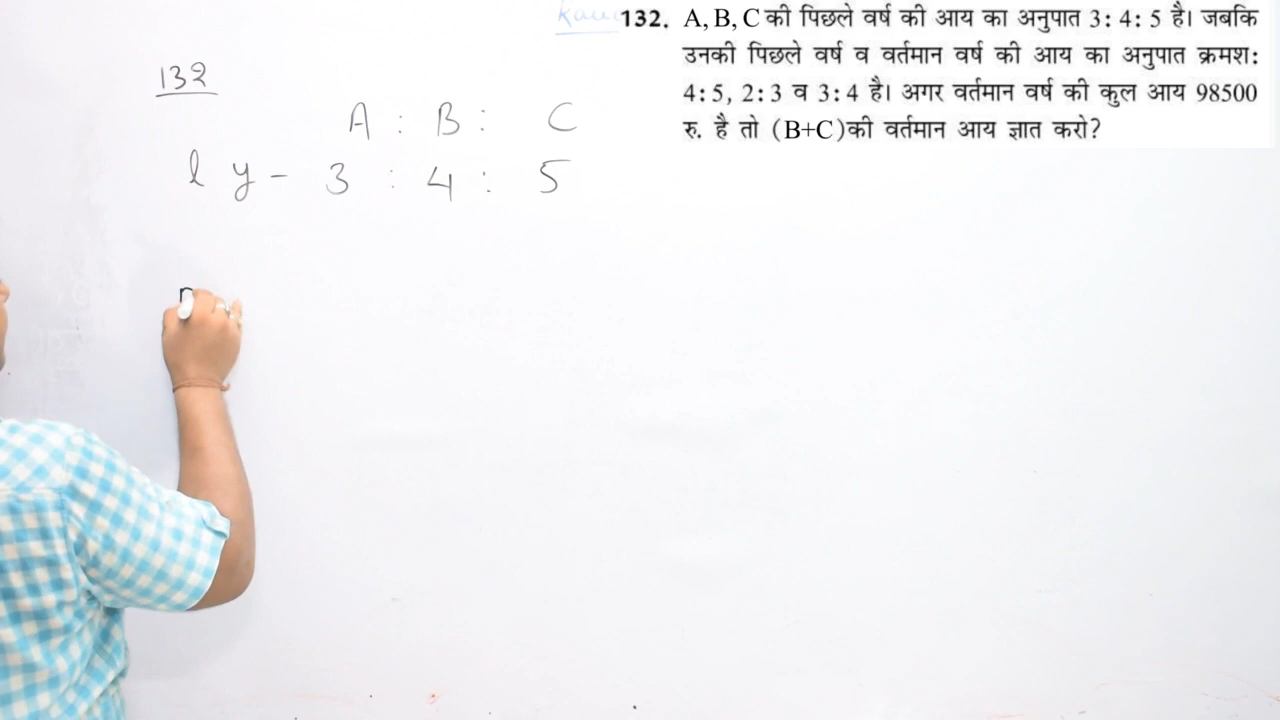 132. A, B, C की पिछले वर्ष की आय का अनुपात 3: 4: 5 है। जबकि
उनकी पिछले वर्ष व वर्तमान वर्ष की आय का अनुपात क्रमश:
4: 5, 2: 3 व 3: 4 है। अगर वर्तमान वर्ष की कुल आय 98500
रु. है तो (B+C)की वर्तमान आय ज्ञात करो?
132
A : B : C
l y - 3 : 4 : 5